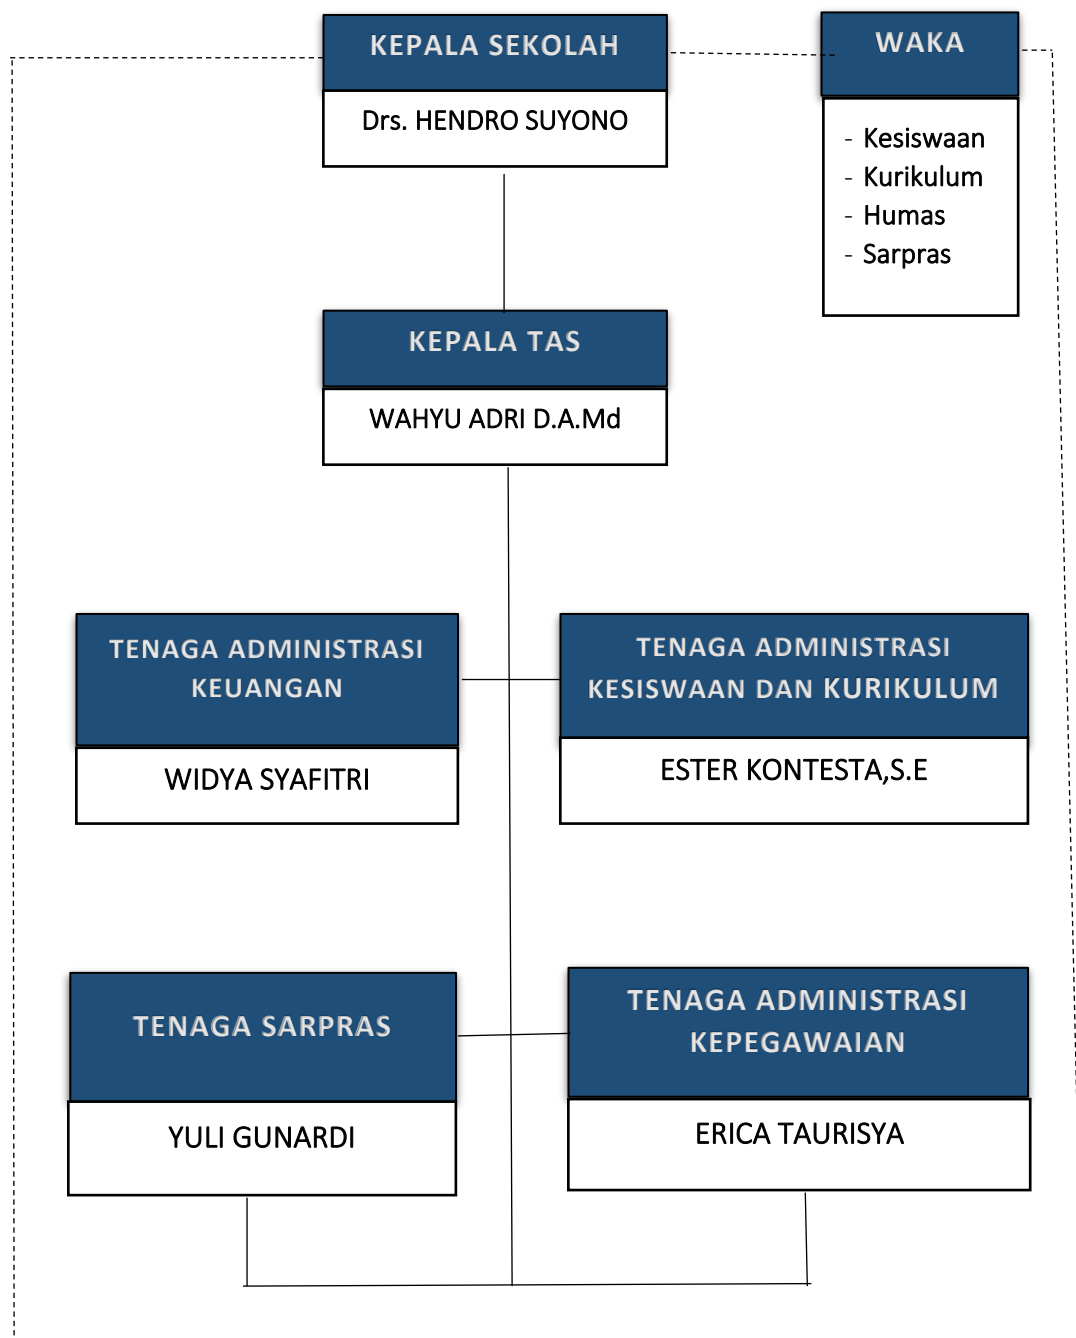 KEPALA SEKOLAH
Drs. HENDRO SUYONO
WAKA
- Kesiswaan
- Kurikulum
- Humas
- Sarpras
KEPALA TAS
WAHYU ADRI D.A.Md
TENAGA ADMINISTRASI
KEUANGAN
WIDYA SYAFITRI
TENAGA ADMINISTRASI
KESISWAAN DAN KURIKULUM
ESTER KONTESTA,S.E
TENAGA SARPRAS
YULI GUNARDI
TENAGA ADMINISTRASI
KEPEGAWAIAN
ERICA TAURISYA